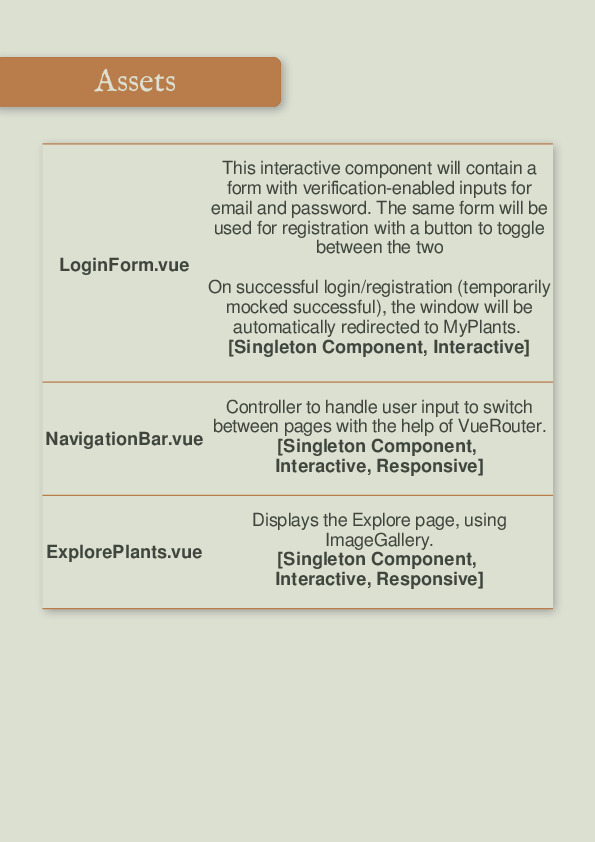 Assets
This interactive component will contain a
form with verification-enabled inputs for
email and password. The same form will be
used for registration with a button to toggle
between the two
LoginForm.vue
On successful login/registration (temporarily
mocked successful), the window will be
automatically redirected to MyPlants.
[Singleton Component, Interactive]
NavigationBar.vue
Controller to handle user input to switch
between pages with the help of VueRouter.
[Singleton Component,
Interactive, Responsive]
ExplorePlants.vue
Displays the Explore page, using
ImageGallery.
[Singleton Component,
Interactive, Responsive]